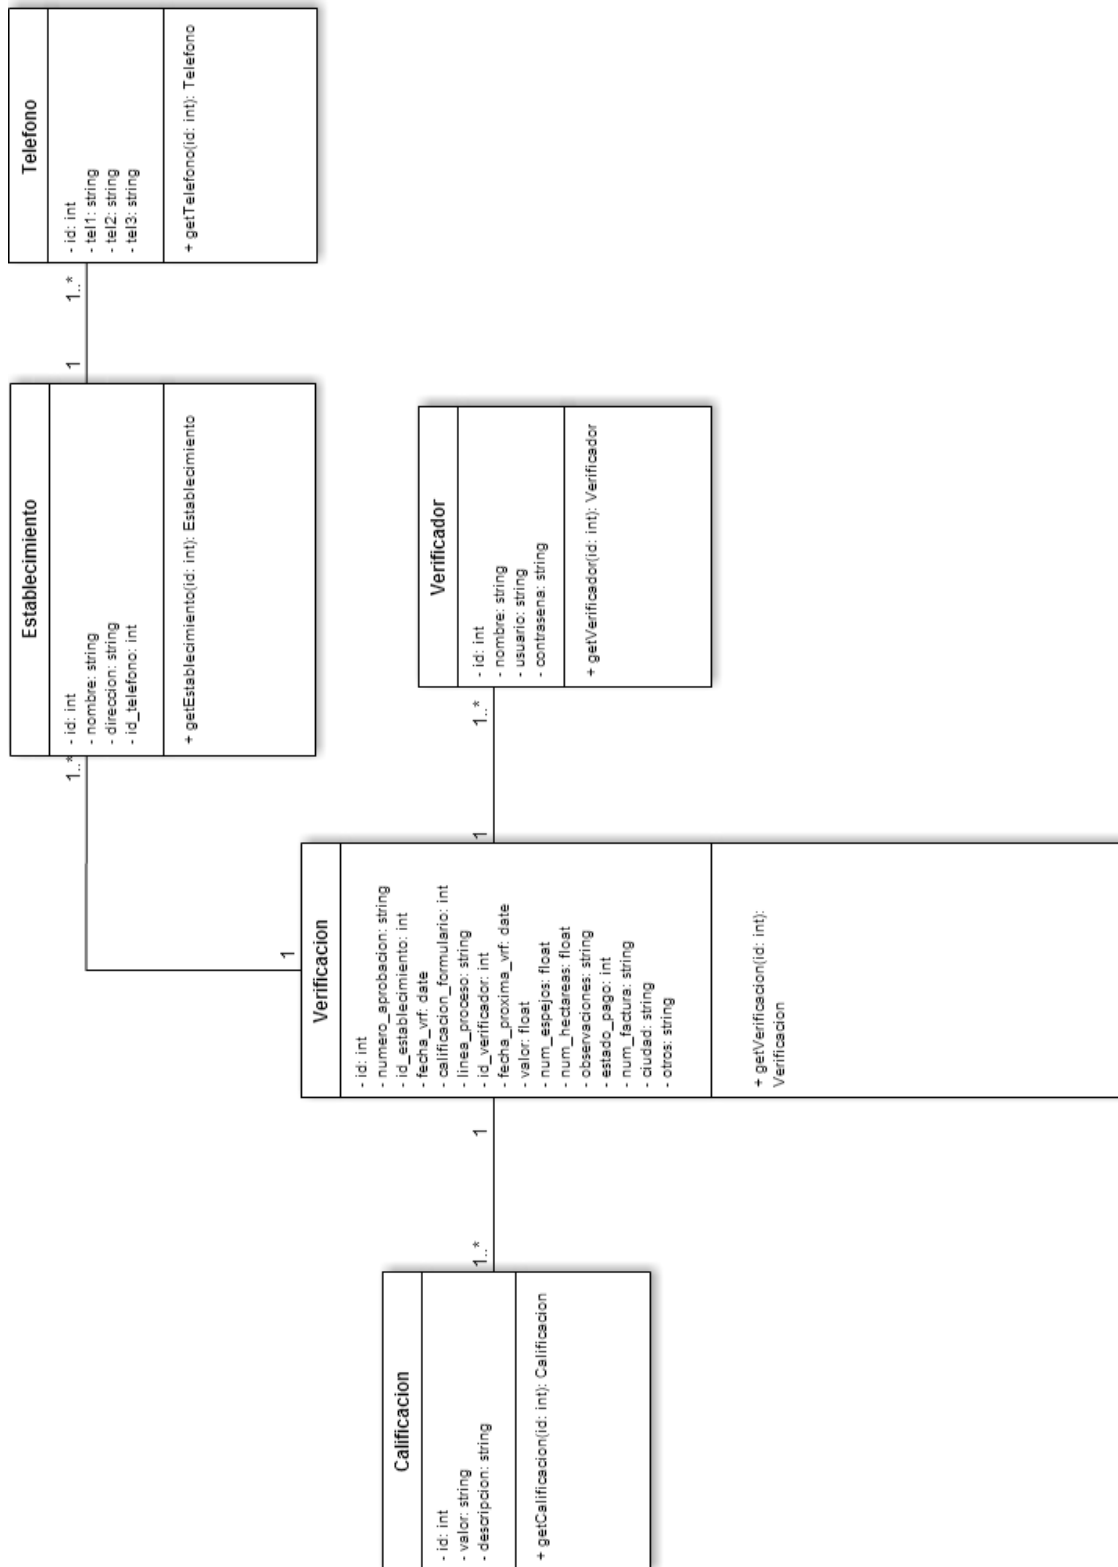 Establecimiento
- id: int
- nombre: string
- direccion: string
- id_telefono: int
+ getEstablecimiento(id: int): Establecimiento
1..*
1
1..*
Telefono
- id: int
- tel1: string
- tel2: string
- tel3: string
+ getTelefono(id: int): Telefono
1
Verificacion
- id: int
- numero_aprobacion: string
- id_establecimiento: int
- fecha_vrf: date
- calificacion_formulario: int
- linea_proceso: string
- id_verificador: int
- fecha_proxima_vrf: date
- valor: float
- num_espejos: float
- num_hectareas: float
- observaciones: string
- estado_pago: int
- num_factura: string
- ciudad: string
- otros: string
+ getVerificacion(id: int):
Verificacion
Calificacion
- id: int
- valor: string
- descripcion: string
+ getCalificacion(id: int): Calificacion
1..*
1
1
1..*
Verificador
- id: int
- nombre: string
- usuario: string
- contrasena: string
+ getVerificador(id: int): Verificador